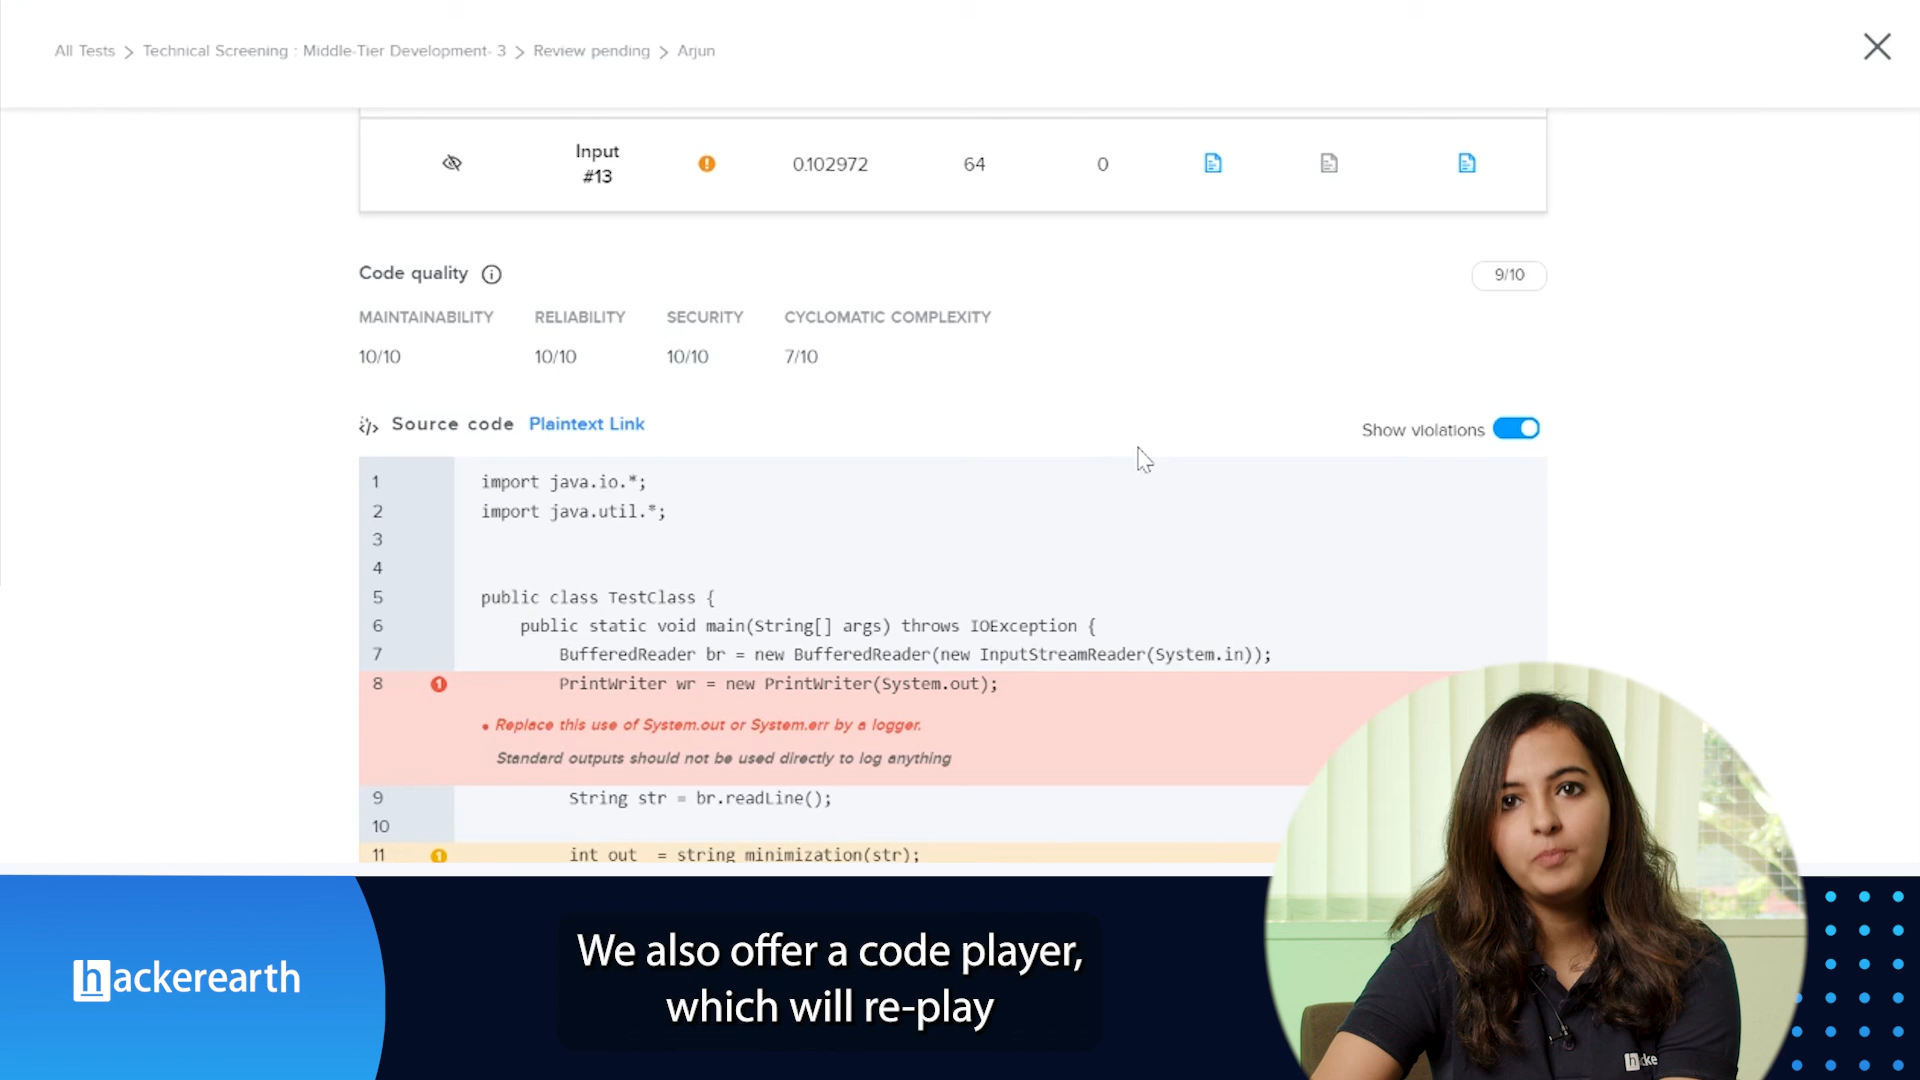 All Tests > Technical Screening : Middle-Tier Development- 3 > Review pending > Arjun
Input
#13
0.102972
64
0
Code quality
9/10
MAINTAINABILITY
RELIABILITY
SECURITY
CYCLOMATIC COMPLEXITY
10/10
10/10
10/10
7/10
Source code
Plaintext Link
Show violations
1 import java.io.*;
2 import java.util.*;
3
4
5 public class TestClass {
6 public static void main(String[] args) throws IOException {
7 BufferedReader br = new BufferedReader(new InputStreamReader(System.in));
8 1 PrintWriter wr = new PrintWriter(System.out);
• Replace this use of System.out or System.err by a logger.
Standard outputs should not be used directly to log anything
9 String str = br.readLine();
10
11 1 int out = string_minimization(str);
hackerearth
We also offer a code player,
which will re-play
hacke